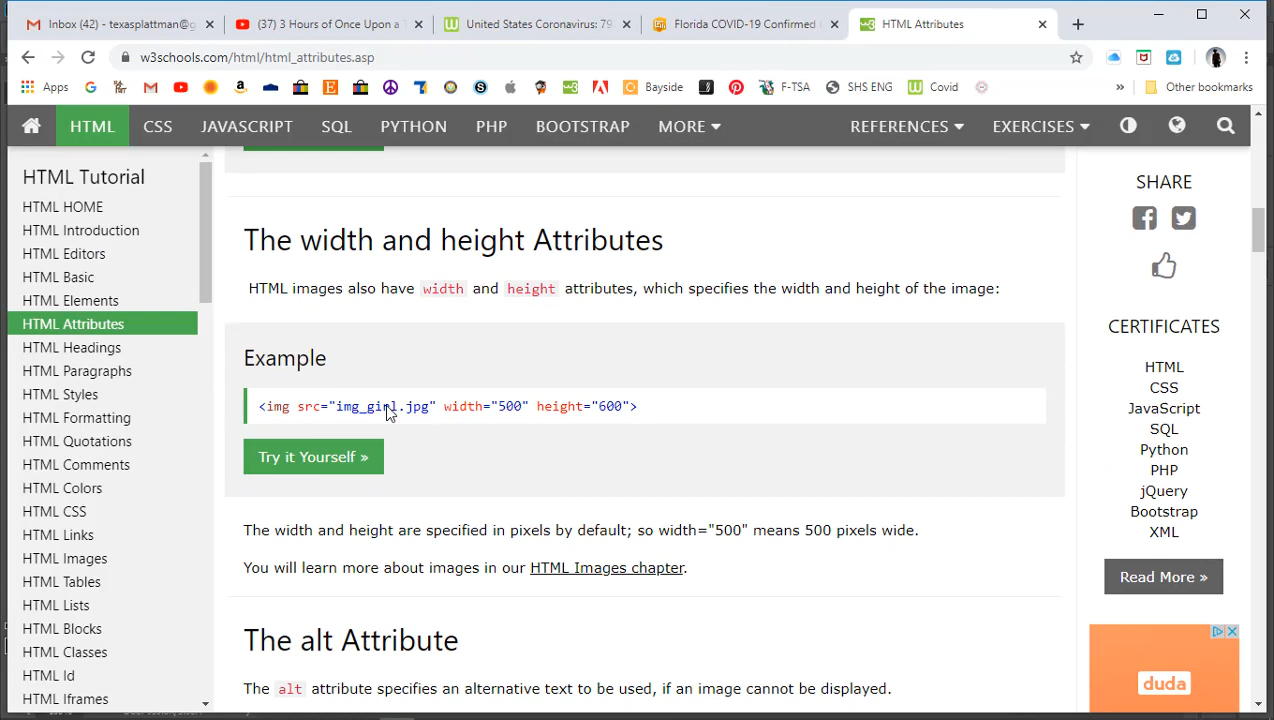 Inbox (42) - texasplattman@g
(37) 3 Hours of Once Upon a
United States Coronavirus: 79
Florida COVID-19 Confirmed
HTML Attributes
w3schools.com/html/html_attributes.asp
Apps
Bayside
F-TSA
SHS ENG
Covid
»
Other bookmarks
HTML
CSS
JAVASCRIPT
SQL
PYTHON
PHP
BOOTSTRAP
MORE
REFERENCES
EXERCISES
HTML Tutorial
HTML HOME
HTML Introduction
HTML Editors
HTML Basic
HTML Elements
HTML Attributes
HTML Headings
HTML Paragraphs
HTML Styles
HTML Formatting
HTML Quotations
HTML Comments
HTML Colors
HTML CSS
HTML Links
HTML Images
HTML Tables
HTML Lists
HTML Blocks
HTML Classes
HTML Id
HTML Iframes
The width and height Attributes
HTML images also have width and height attributes, which specifies the width and height of the image:
Example
<img src="img_girl.jpg" width="500" height="600">
Try it Yourself »
The width and height are specified in pixels by default; so width="500" means 500 pixels wide.
You will learn more about images in our HTML Images chapter.
The alt Attribute
The alt attribute specifies an alternative text to be used, if an image cannot be displayed.
SHARE
CERTIFICATES
HTML
CSS
JavaScript
SQL
Python
PHP
jQuery
Bootstrap
XML
Read More »
duda